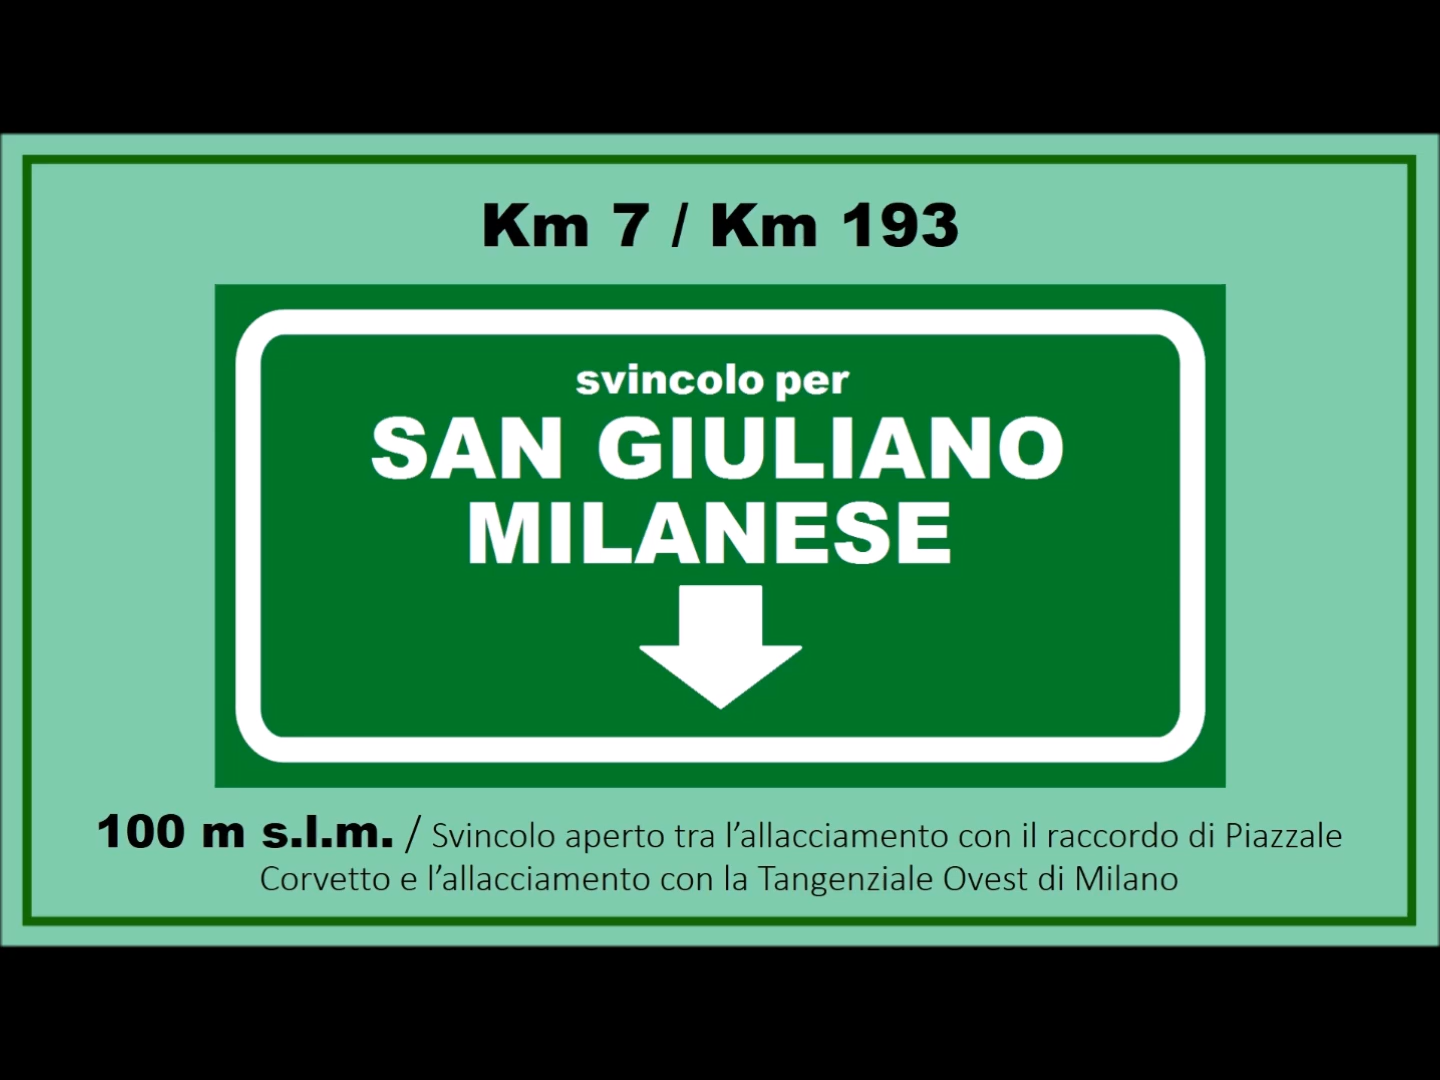 Km 7 / Km 193
svincolo per
SAN GIULIANO
MILANESE
100 m s.l.m. / Svincolo aperto tra l’allacciamento con il raccordo di Piazzale
Corvetto e l’allacciamento con la Tangenziale Ovest di Milano